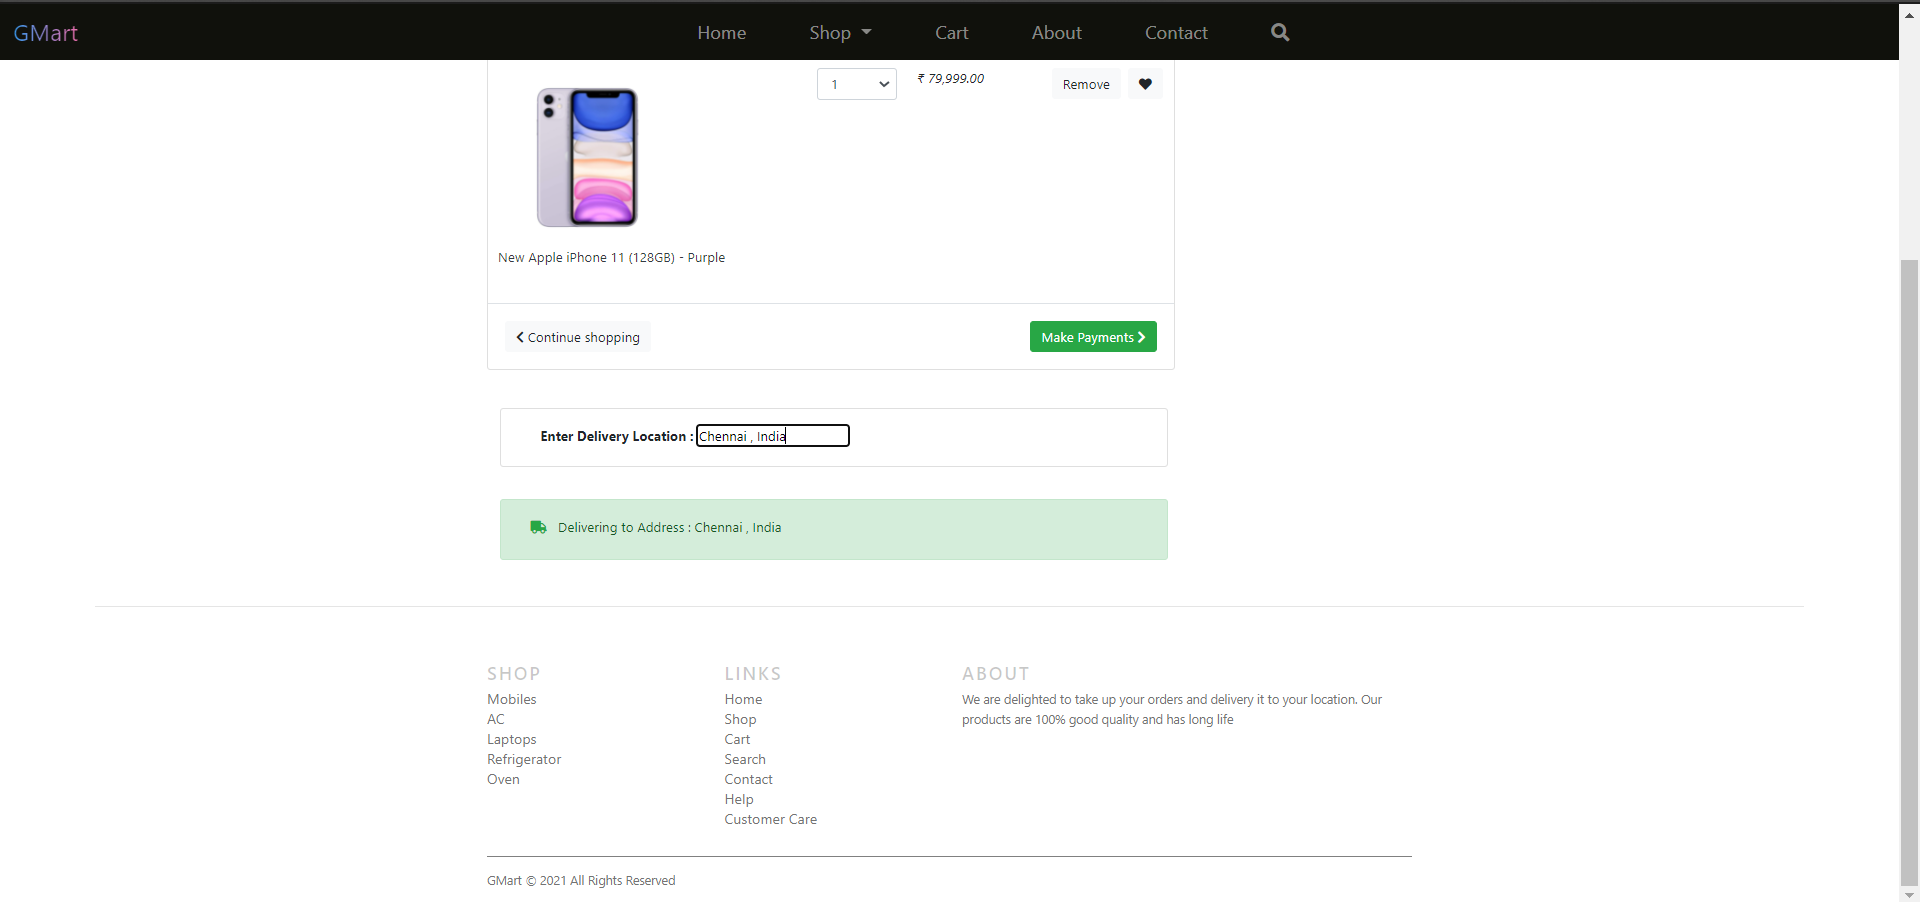 GMart Home Shop Cart About Contact
1 ₹ 79,999.00 Remove
New Apple iPhone 11 (128GB) - Purple
Continue shopping Make Payments
Enter Delivery Location : Chennai , India
Delivering to Address : Chennai , India
SHOP
Mobiles
AC
Laptops
Refrigerator
Oven
LINKS
Home
Shop
Cart
Search
Contact
Help
Customer Care
ABOUT
We are delighted to take up your orders and delivery it to your location. Our
products are 100% good quality and has long life
GMart © 2021 All Rights Reserved